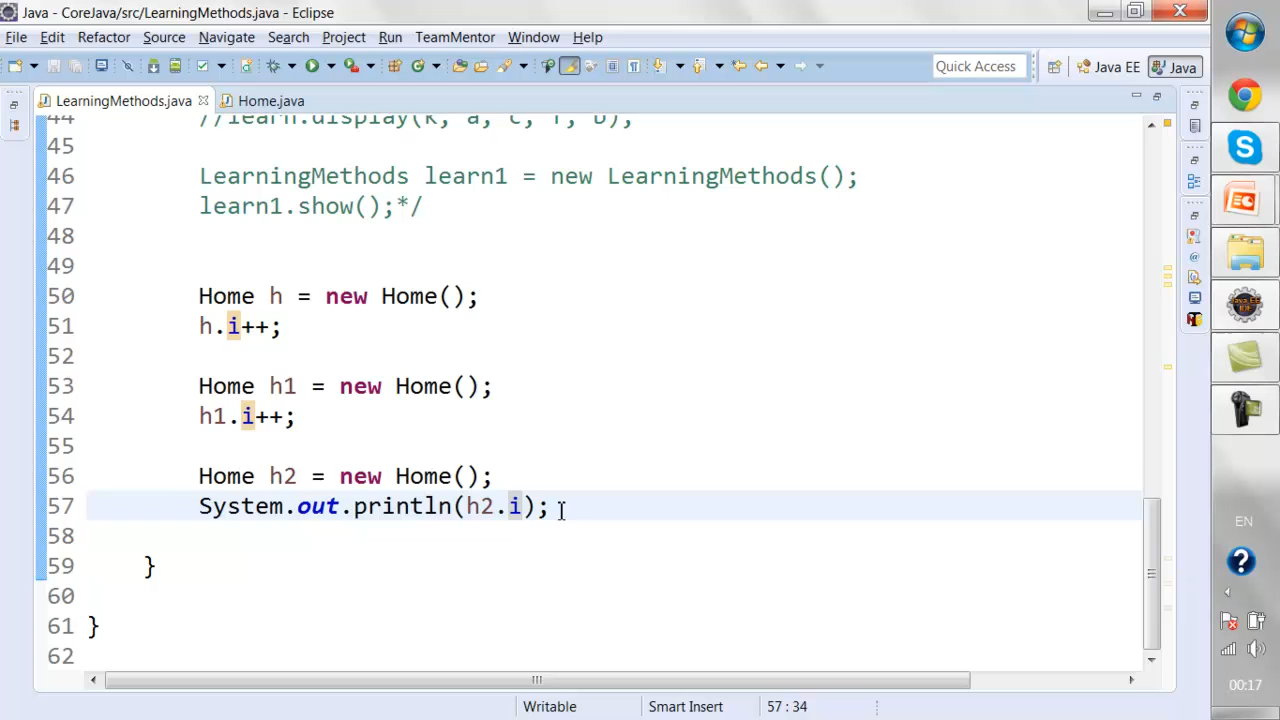 Java - CoreJava/src/LearningMethods.java - Eclipse
File Edit Refactor Source Navigate Search Project Run TeamMentor Window Help
Quick Access Java EE Java
LearningMethods.java Home.java
44 //learn.display(k, a, c, f, b);
45
46 LearningMethods learn1 = new LearningMethods();
47 learn1.show();*/
48
49
50 Home h = new Home();
51 h.i++;
52
53 Home h1 = new Home();
54 h1.i++;
55
56 Home h2 = new Home();
57 System.out.println(h2.i);
58
59 }
60
61 }
62
Writable Smart Insert 57 : 34
EN
00:17